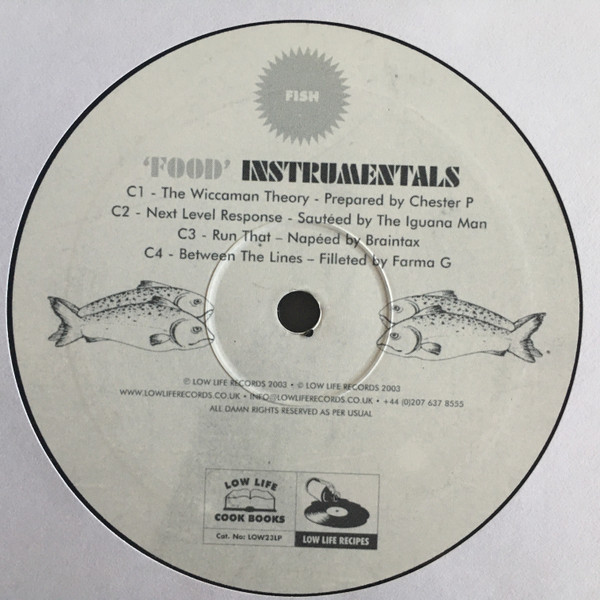 FISH
'FOOD' INSTRUMENTALS
C1 - The Wiccaman Theory - Prepared by Chester P
C2 - Next Level Response - Sautéed by The Iguana Man
C3 - Run That – Napéed by Braintax
C4 - Between The Lines – Filleted by Farma G
℗ LOW LIFE RECORDS 2003 • © LOW LIFE RECORDS 2003
WWW.LOWLIFERECORDS.CO.UK • INFO@LOWLIFERECORDS.CO.UK • +44 (0)207 637 8555
ALL DAMN RIGHTS RESERVED AS PER USUAL
LOW LIFE
COOK BOOKS
Cat. No: LOW23LP
LOW LIFE RECIPES